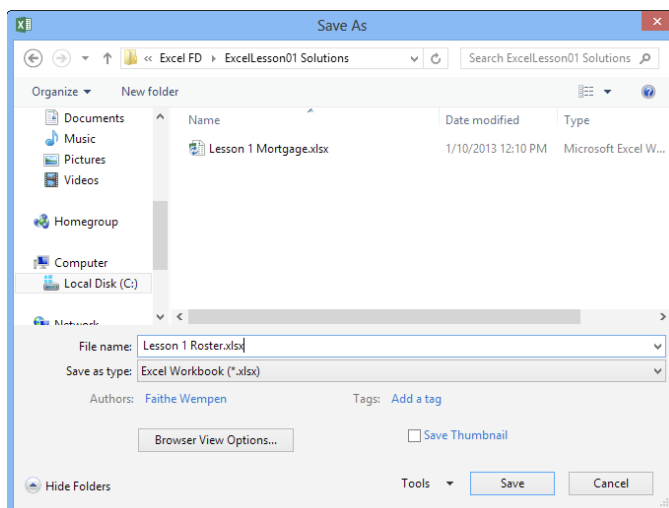 Save As
« Excel FD ▸ ExcelLesson01 Solutions
Search ExcelLesson01 Solutions
Organize
New folder
Documents
Music
Pictures
Videos
Homegroup
Computer
Local Disk (C:)
Network
Name Date modified Type
Lesson 1 Mortgage.xlsx 1/10/2013 12:10 PM Microsoft Excel W...
File name: Lesson 1 Roster.xlsx
Save as type: Excel Workbook (*.xlsx)
Authors: Faithe Wempen Tags: Add a tag
Browser View Options... Save Thumbnail
Hide Folders Tools Save Cancel